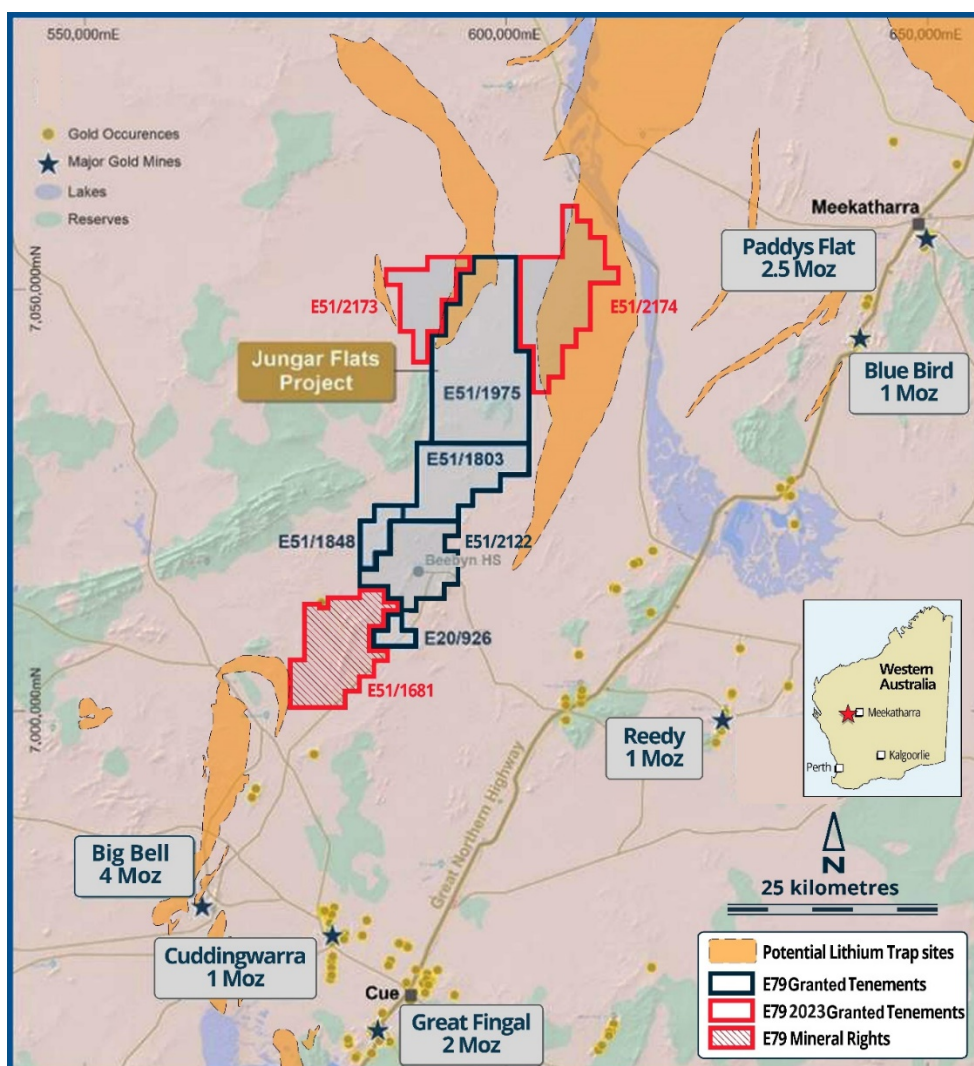 550,000mE
600,000mE
650,000mE
Gold Occurences
Major Gold Mines
Lakes
Reserves
Meekatharra
Paddys Flat
2.5 Moz
7,050,000mN
E51/2173
E51/2174
Jungar Flats
Project
Blue Bird
1 Moz
E51/1975
E51/1803
E51/1848
E51/2122
Beebyn HS
E20/926
E51/1681
7,000,000mN
Reedy
1 Moz
Great Northern Highway
Western
Australia
Meekatharra
Kalgoorlie
Perth
N
25 kilometres
Big Bell
4 Moz
Cuddingwarra
1 Moz
Cue
Great Fingal
2 Moz
Potential Lithium Trap sites
E79 Granted Tenements
E79 2023 Granted Tenements
E79 Mineral Rights